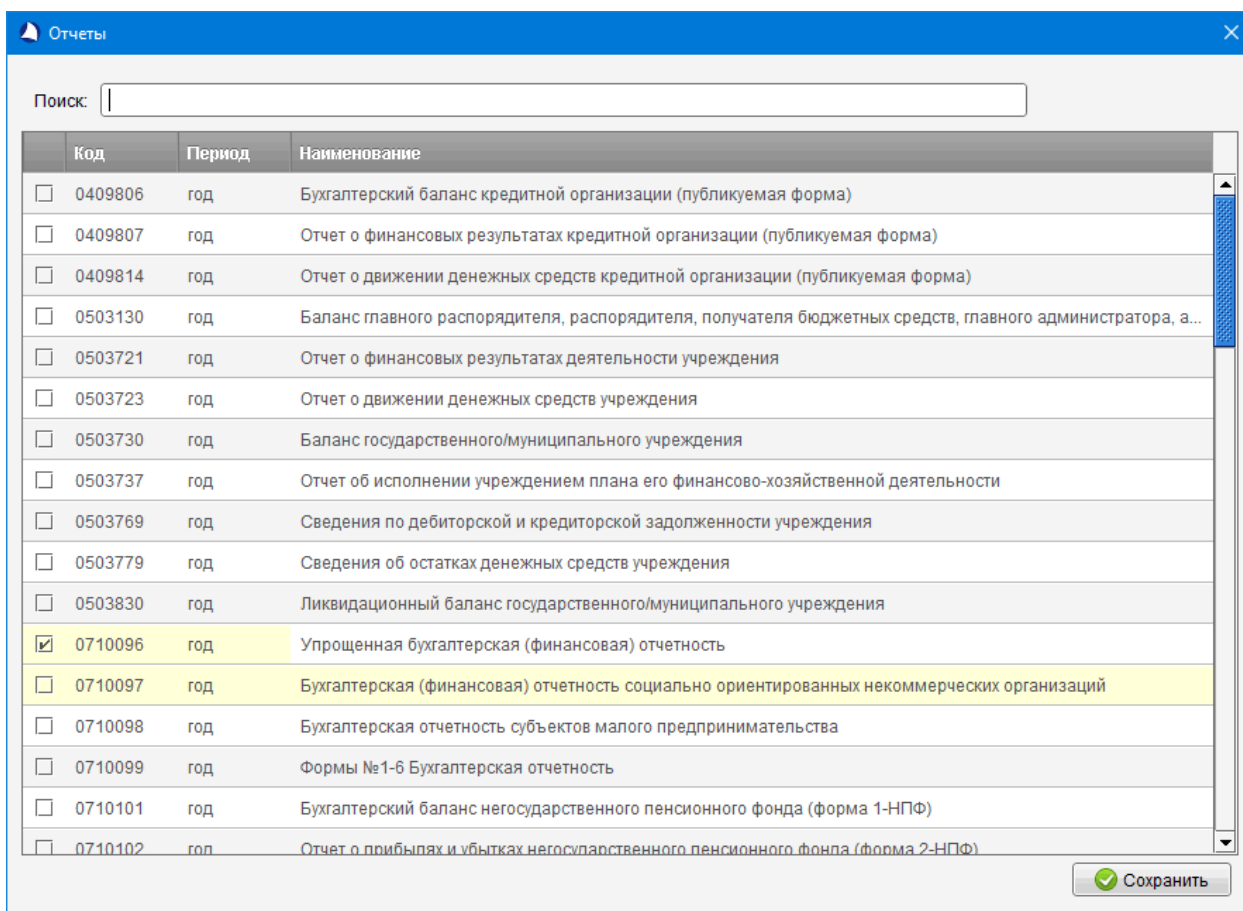 Отчеты
Поиск:
Код Период Наименование
0409806 год Бухгалтерский баланс кредитной организации (публикуемая форма)
0409807 год Отчет о финансовых результатах кредитной организации (публикуемая форма)
0409814 год Отчет о движении денежных средств кредитной организации (публикуемая форма)
0503130 год Баланс главного распорядителя, распорядителя, получателя бюджетных средств, главного администратора, а...
0503721 год Отчет о финансовых результатах деятельности учреждения
0503723 год Отчет о движении денежных средств учреждения
0503730 год Баланс государственного/муниципального учреждения
0503737 год Отчет об исполнении учреждением плана его финансово-хозяйственной деятельности
0503769 год Сведения по дебиторской и кредиторской задолженности учреждения
0503779 год Сведения об остатках денежных средств учреждения
0503830 год Ликвидационный баланс государственного/муниципального учреждения
0710096 год Упрощенная бухгалтерская (финансовая) отчетность
0710097 год Бухгалтерская (финансовая) отчетность социально ориентированных некоммерческих организаций
0710098 год Бухгалтерская отчетность субъектов малого предпринимательства
0710099 год Формы №1-6 Бухгалтерская отчетность
0710101 год Бухгалтерский баланс негосударственного пенсионного фонда (форма 1-НПФ)
0710102 год Отчет о прибылях и убытках негосударственного пенсионного фонда (форма 2-НПФ)
Сохранить